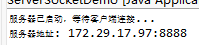 ServerSocketDemo [Java Applicat
服务器已启动，等待客户端连接...
服务器地址: 172.29.17.97:8888